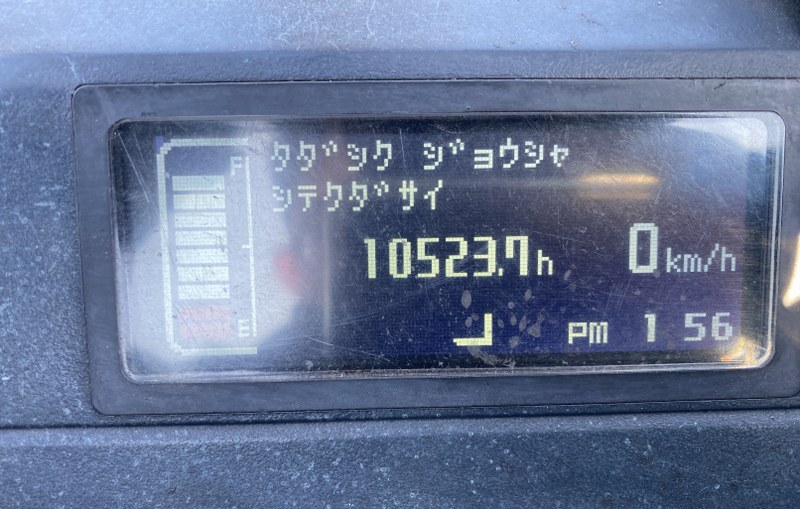 F
タダシク ジョウシャ
シテクダサイ
10523.7h
0km/h
E
PM 1 56